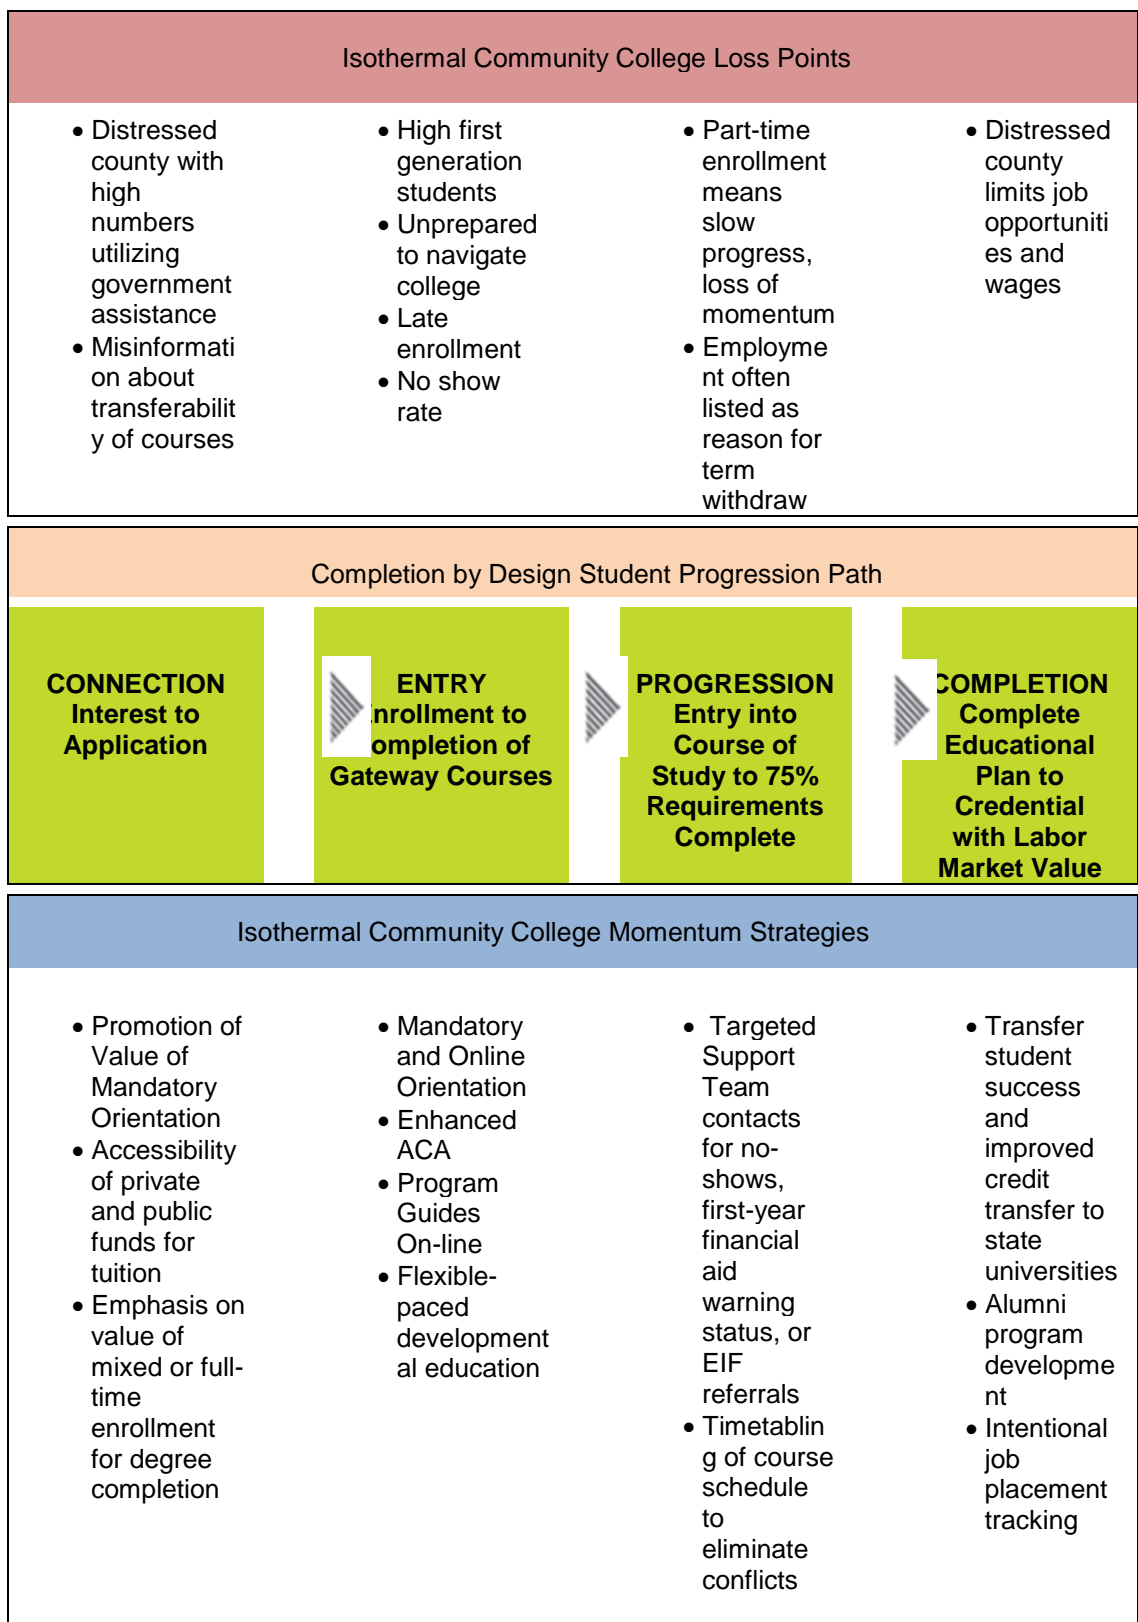 Isothermal Community College Loss Points
• Distressed
county with
high
numbers
utilizing
government
assistance
• Misinformati
on about
transferabilit
y of courses
• High first
generation
students
• Unprepared
to navigate
college
• Late
enrollment
• No show
rate
• Part-time
enrollment
means
slow
progress,
loss of
momentum
• Employme
nt often
listed as
reason for
term
withdraw
• Distressed
county
limits job
opportuniti
es and
wages
Completion by Design Student Progression Path
CONNECTION
Interest to
Application
ENTRY
nrollment to
ompletion of
Gateway Courses
PROGRESSION
Entry into
Course of
Study to 75%
Requirements
Complete
COMPLETION
Complete
Educational
Plan to
Credential
with Labor
Market Value
Isothermal Community College Momentum Strategies
• Promotion of
Value of
Mandatory
Orientation
• Accessibility
of private
and public
funds for
tuition
• Emphasis on
value of
mixed or full-
time
enrollment
for degree
completion
• Mandatory
and Online
Orientation
• Enhanced
ACA
• Program
Guides
On-line
• Flexible-
paced
development
al education
• Targeted
Support
Team
contacts
for no-
shows,
first-year
financial
aid
warning
status, or
EIF
referrals
• Timetablin
g of course
schedule
to
eliminate
conflicts
• Transfer
student
success
and
improved
credit
transfer to
state
universities
• Alumni
program
developme
nt
• Intentional
job
placement
tracking